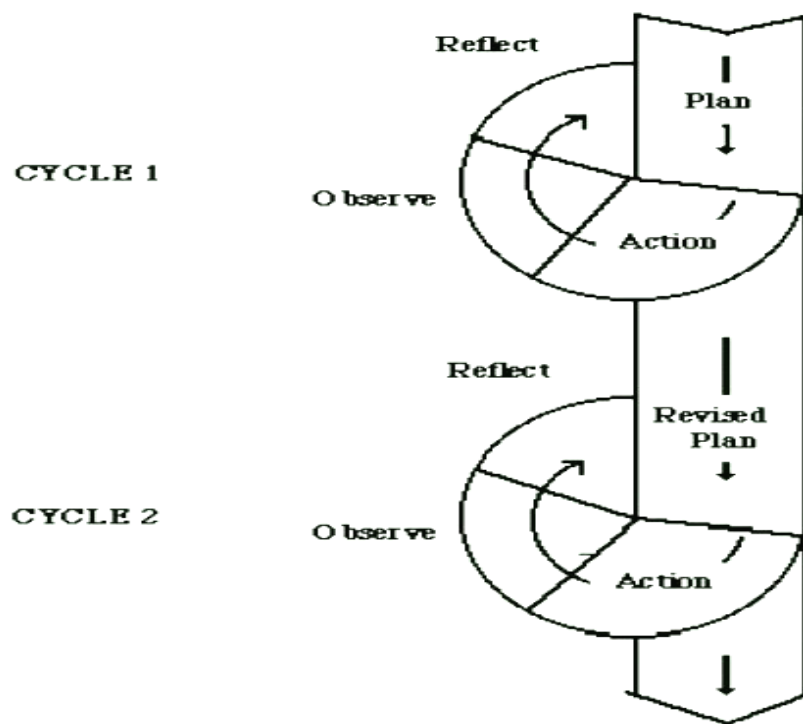 Reflect
Plan
CYCLE 1
Observe
Action
Reflect
Revised
Plan
CYCLE 2
Observe
Action